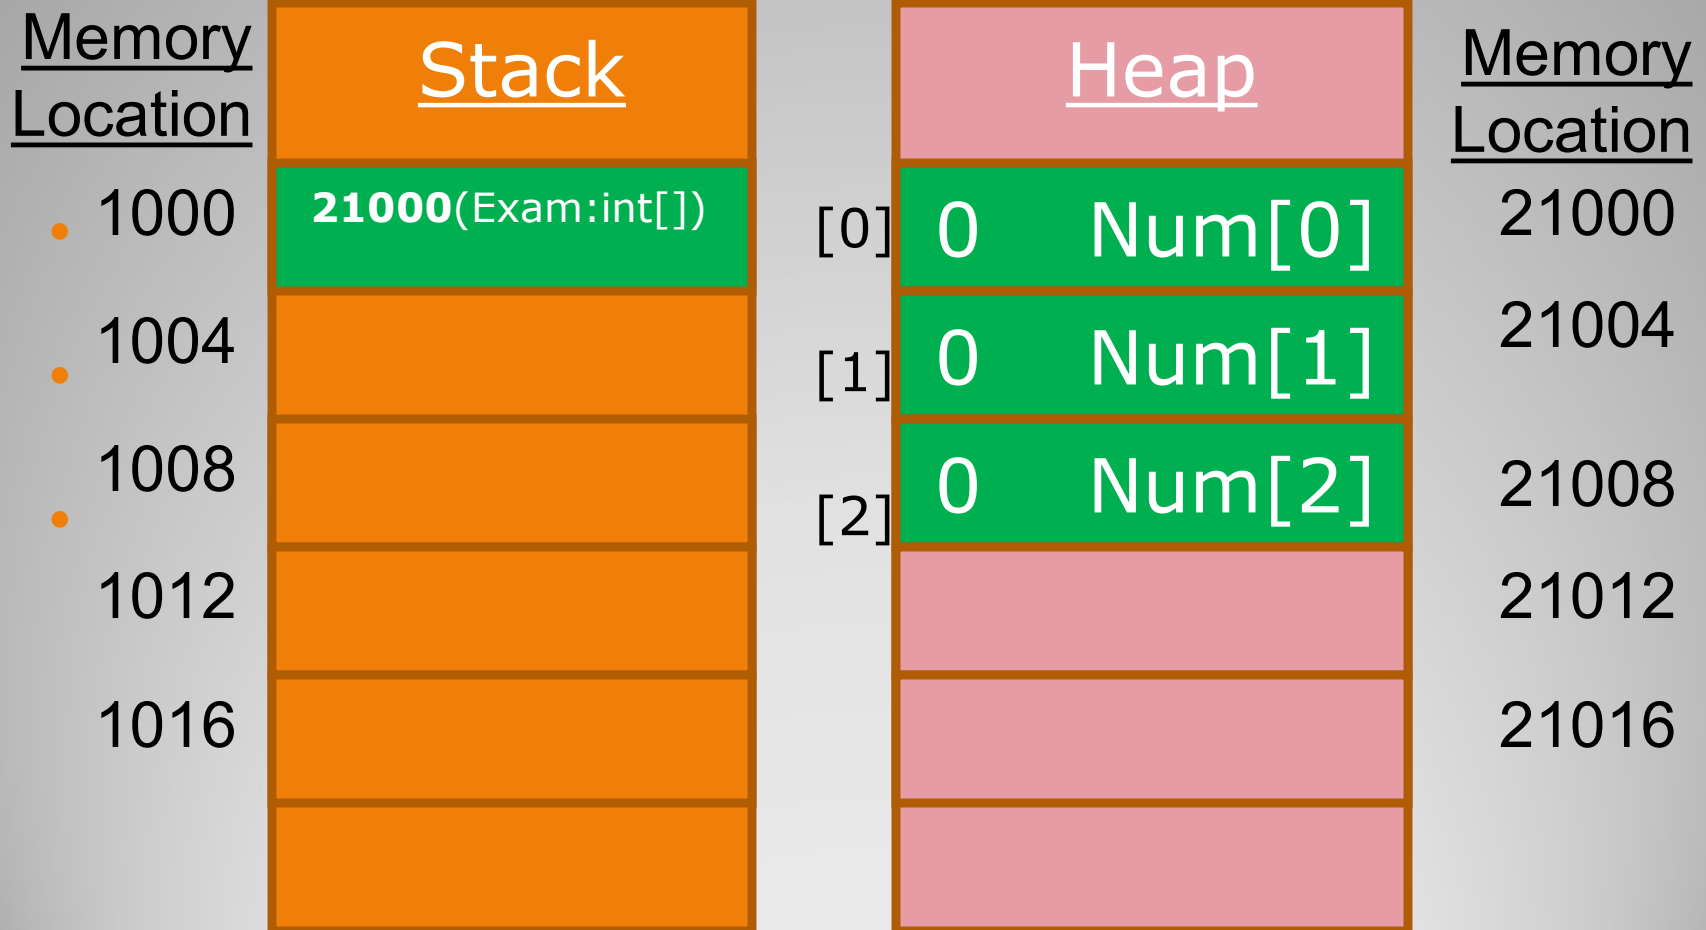 Memory
Location
Stack
Heap
Memory
Location
1000
21000(Exam:int[])
[0]
0 Num[0]
21000
1004
[1]
0 Num[1]
21004
1008
[2]
0 Num[2]
21008
1012
21012
1016
21016